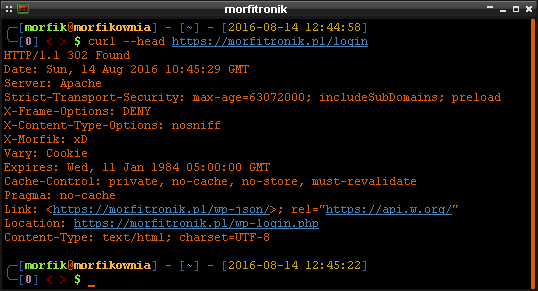 morfitronik
[morfik@morfikownia] - [~] - [2016-08-14 12:44:58]
[0] < > $ curl --head https://morfitronik.pl/login
HTTP/1.1 302 Found
Date: Sun, 14 Aug 2016 10:45:29 GMT
Server: Apache
Strict-Transport-Security: max-age=63072000; includeSubDomains; preload
X-Frame-Options: DENY
X-Content-Type-Options: nosniff
X-Morfik: xD
Vary: Cookie
Expires: Wed, 11 Jan 1984 05:00:00 GMT
Cache-Control: private, no-cache, no-store, must-revalidate
Pragma: no-cache
Link: <https://morfitronik.pl/wp-json/>; rel="https://api.w.org/"
Location: https://morfitronik.pl/wp-login.php
Content-Type: text/html; charset=UTF-8
[morfik@morfikownia] - [~] - [2016-08-14 12:45:22]
[0] < > $ _